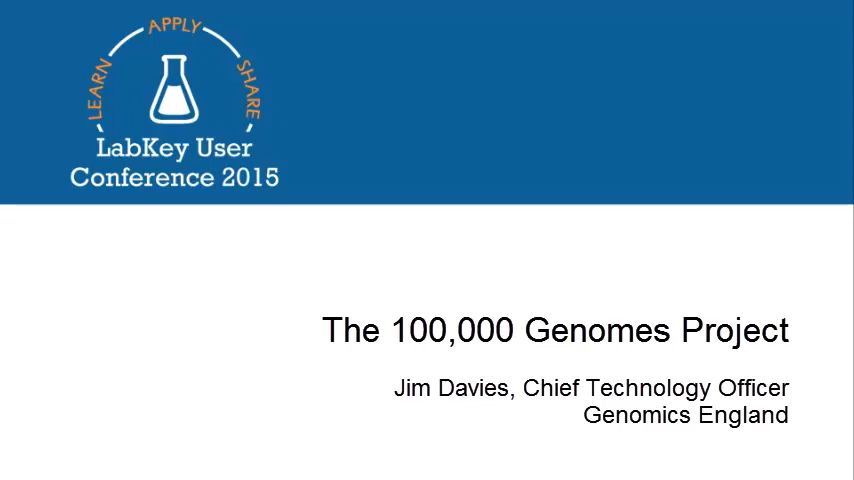 LEARN APPLY SHARE
LabKey User
Conference 2015
The 100,000 Genomes Project
Jim Davies, Chief Technology Officer
Genomics England